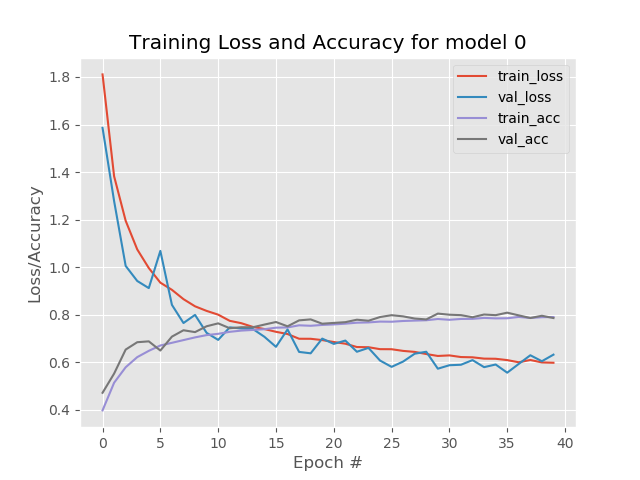 Training Loss and Accuracy for model 0
train_loss
val_loss
train_acc
val_acc
Loss/Accuracy
1.8
1.6
1.4
1.2
1.0
0.8
0.6
0.4
0
5
10
15
20
25
30
35
40
Epoch #